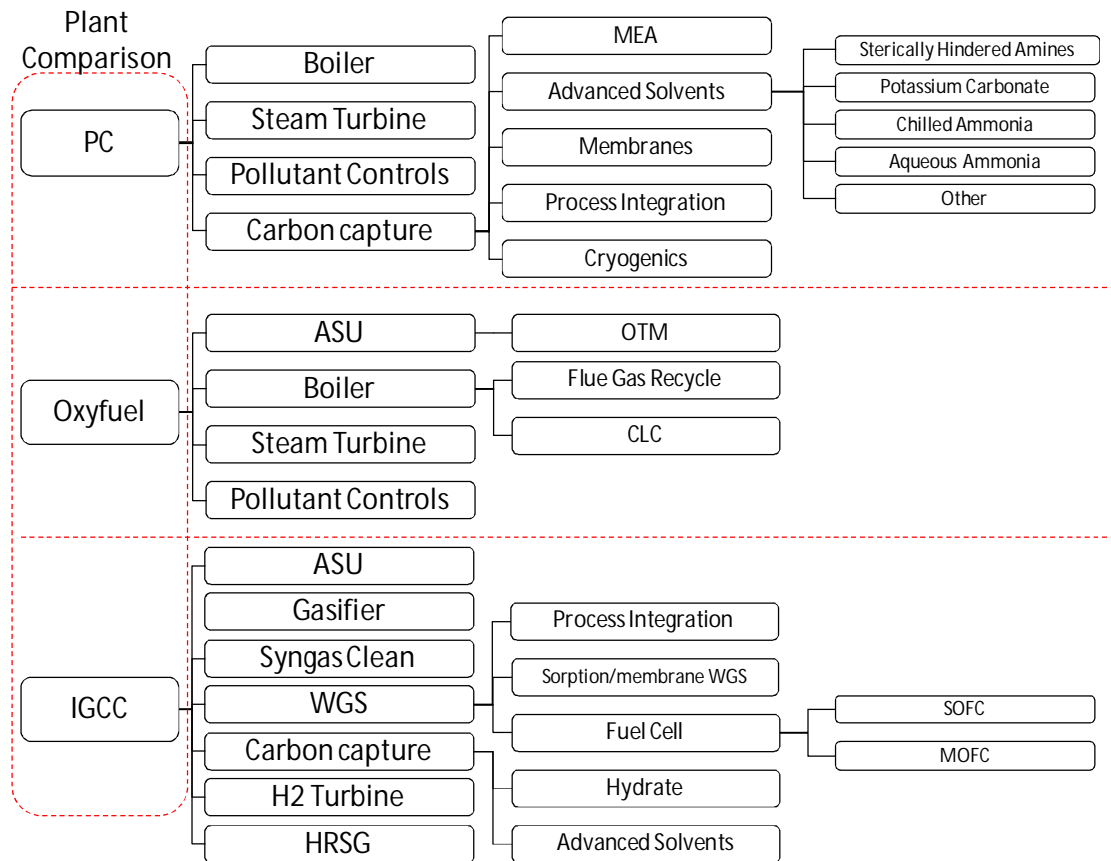 Plant
Comparison
PC
Boiler
Steam Turbine
Pollutant Controls
Carbon capture
MEA
Advanced Solvents
Membranes
Process Integration
Cryogenics
Sterically Hindered Amines
Potassium Carbonate
Chilled Ammonia
Aqueous Ammonia
Other
Oxyfuel
ASU
Boiler
Steam Turbine
Pollutant Controls
OTM
Flue Gas Recycle
CLC
IGCC
ASU
Gasifier
Syngas Clean
WGS
Carbon capture
H2 Turbine
HRSG
Process Integration
Sorption/membrane WGS
Fuel Cell
Hydrate
Advanced Solvents
SOFC
MOFC